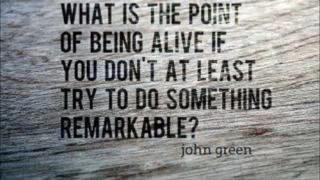 WHAT IS THE POINT
OF BEING ALIVE IF
YOU DON'T AT LEAST
TRY TO DO SOMETHING
REMARKABLE?
john green